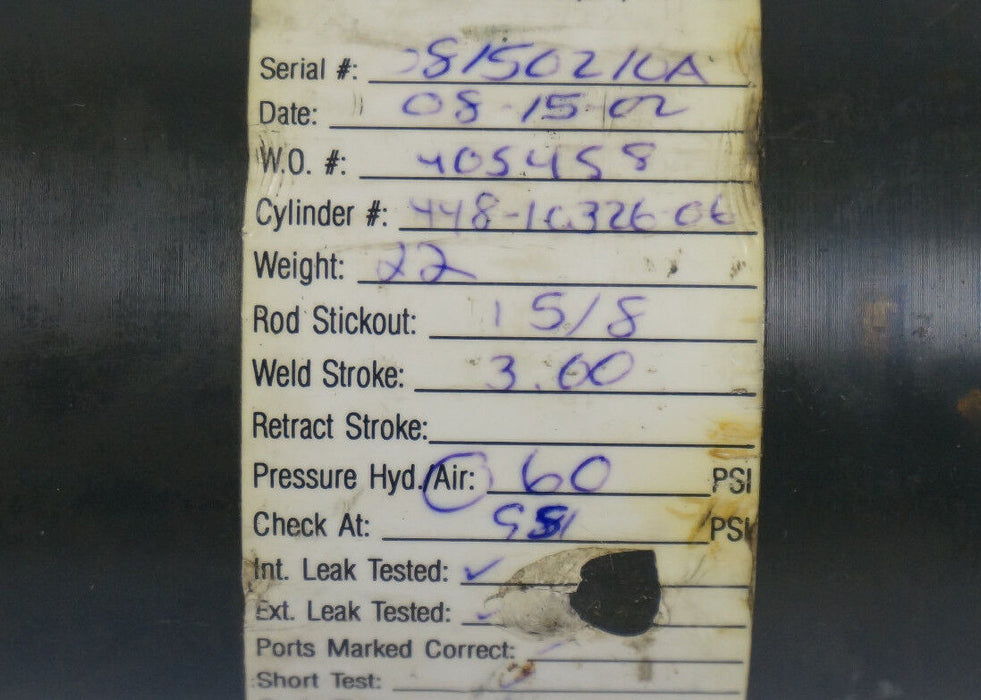 Serial #: 08150210A
Date: 08-15-02
W.O. #: 405458
Cylinder #: 448-10326-06
Weight: 22
Rod Stickout: 1 5/8
Weld Stroke: 3.00
Retract Stroke:
Pressure Hyd./Air: 60 PSI
Check At: PSI
Int. Leak Tested: ✓
Ext. Leak Tested: ✓
Ports Marked Correct:
Short Test: